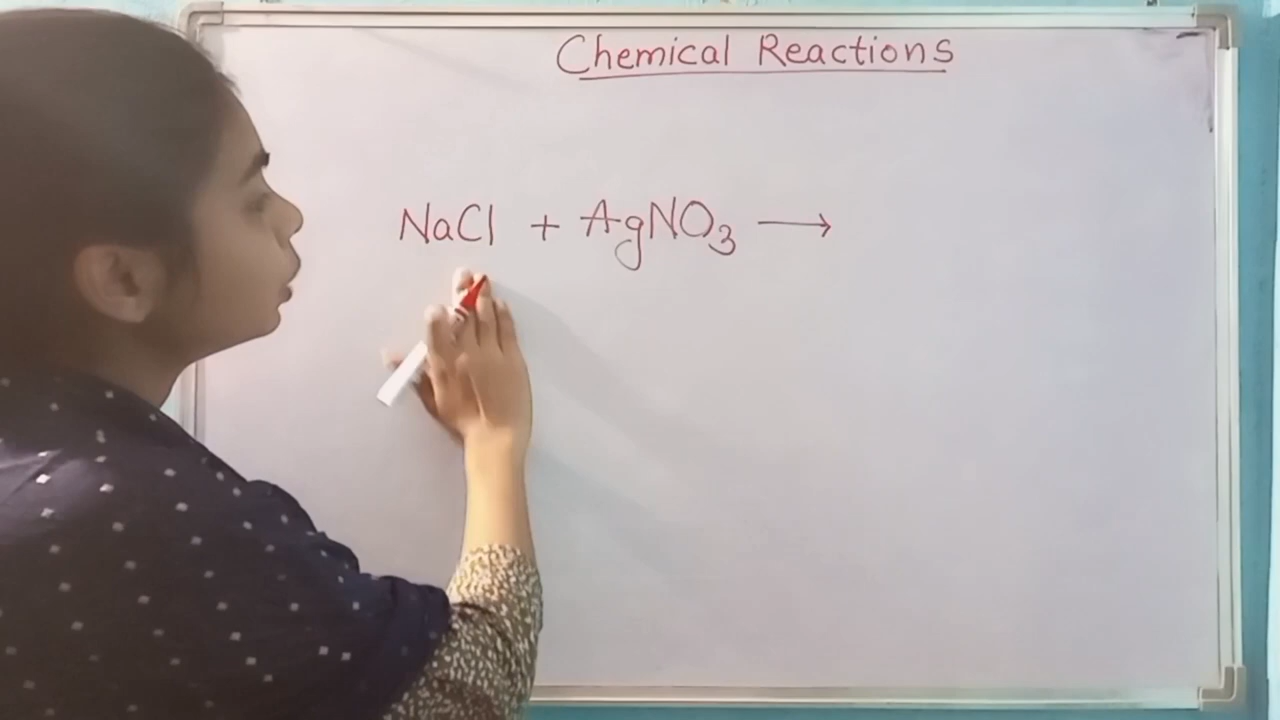 Chemical Reactions
NaCl + AgNO₃ ⟶